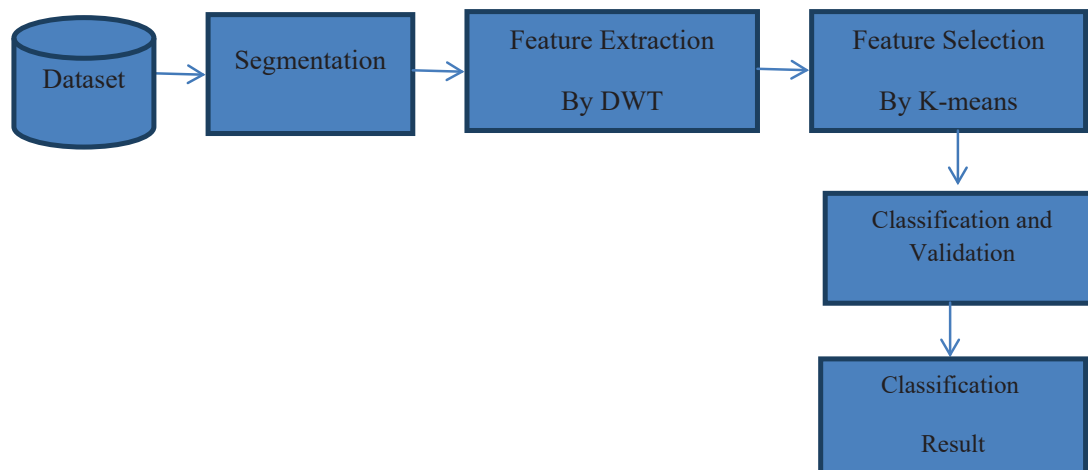 Dataset
Segmentation
Feature Extraction
By DWT
Feature Selection
By K-means
Classification and
Validation
Classification
Result